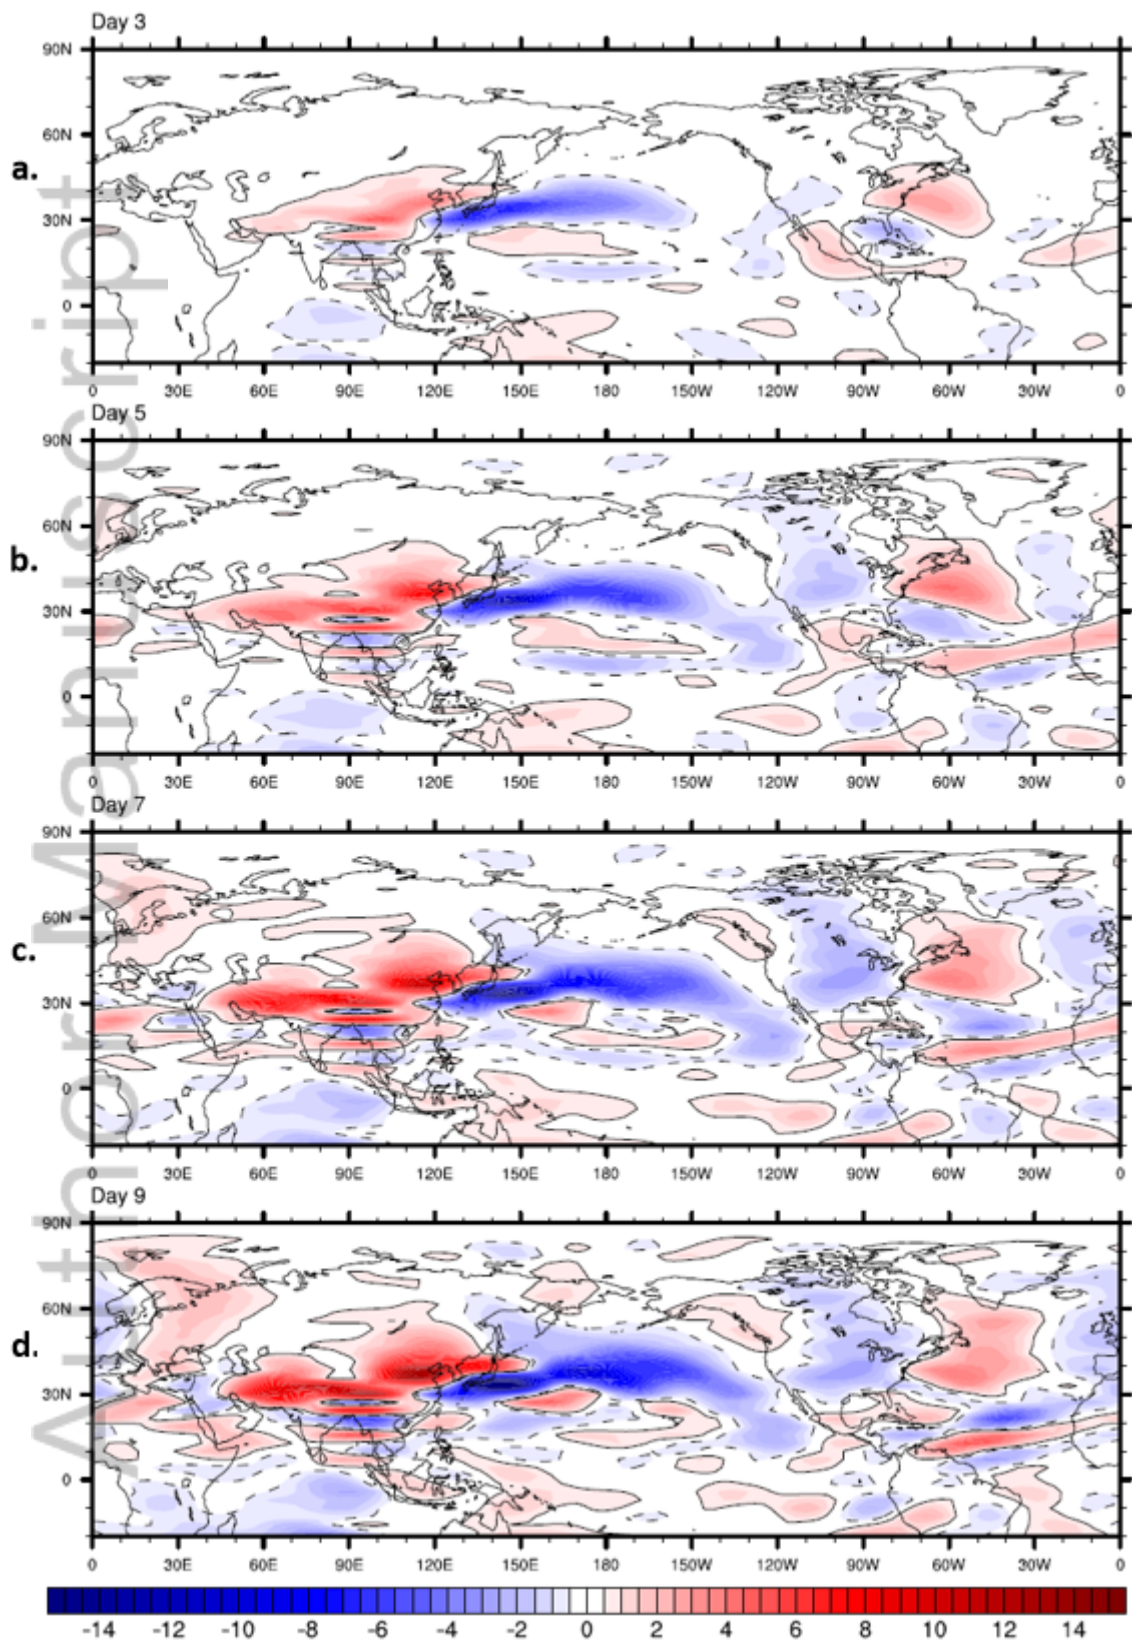 Day 3
90N
60N
a.
30N
0
0 30E 60E 90E 120E 150E 180 150W 120W 90W 60W 30W 0
Day 5
90N
60N
b.
30N
0
0 30E 60E 90E 120E 150E 180 150W 120W 90W 60W 30W 0
Day 7
90N
60N
c.
30N
0
0 30E 60E 90E 120E 150E 180 150W 120W 90W 60W 30W 0
Day 9
90N
60N
d.
30N
0
0 30E 60E 90E 120E 150E 180 150W 120W 90W 60W 30W 0
-14 -12 -10 -8 -6 -4 -2 0 2 4 6 8 10 12 14
Author Manuscript